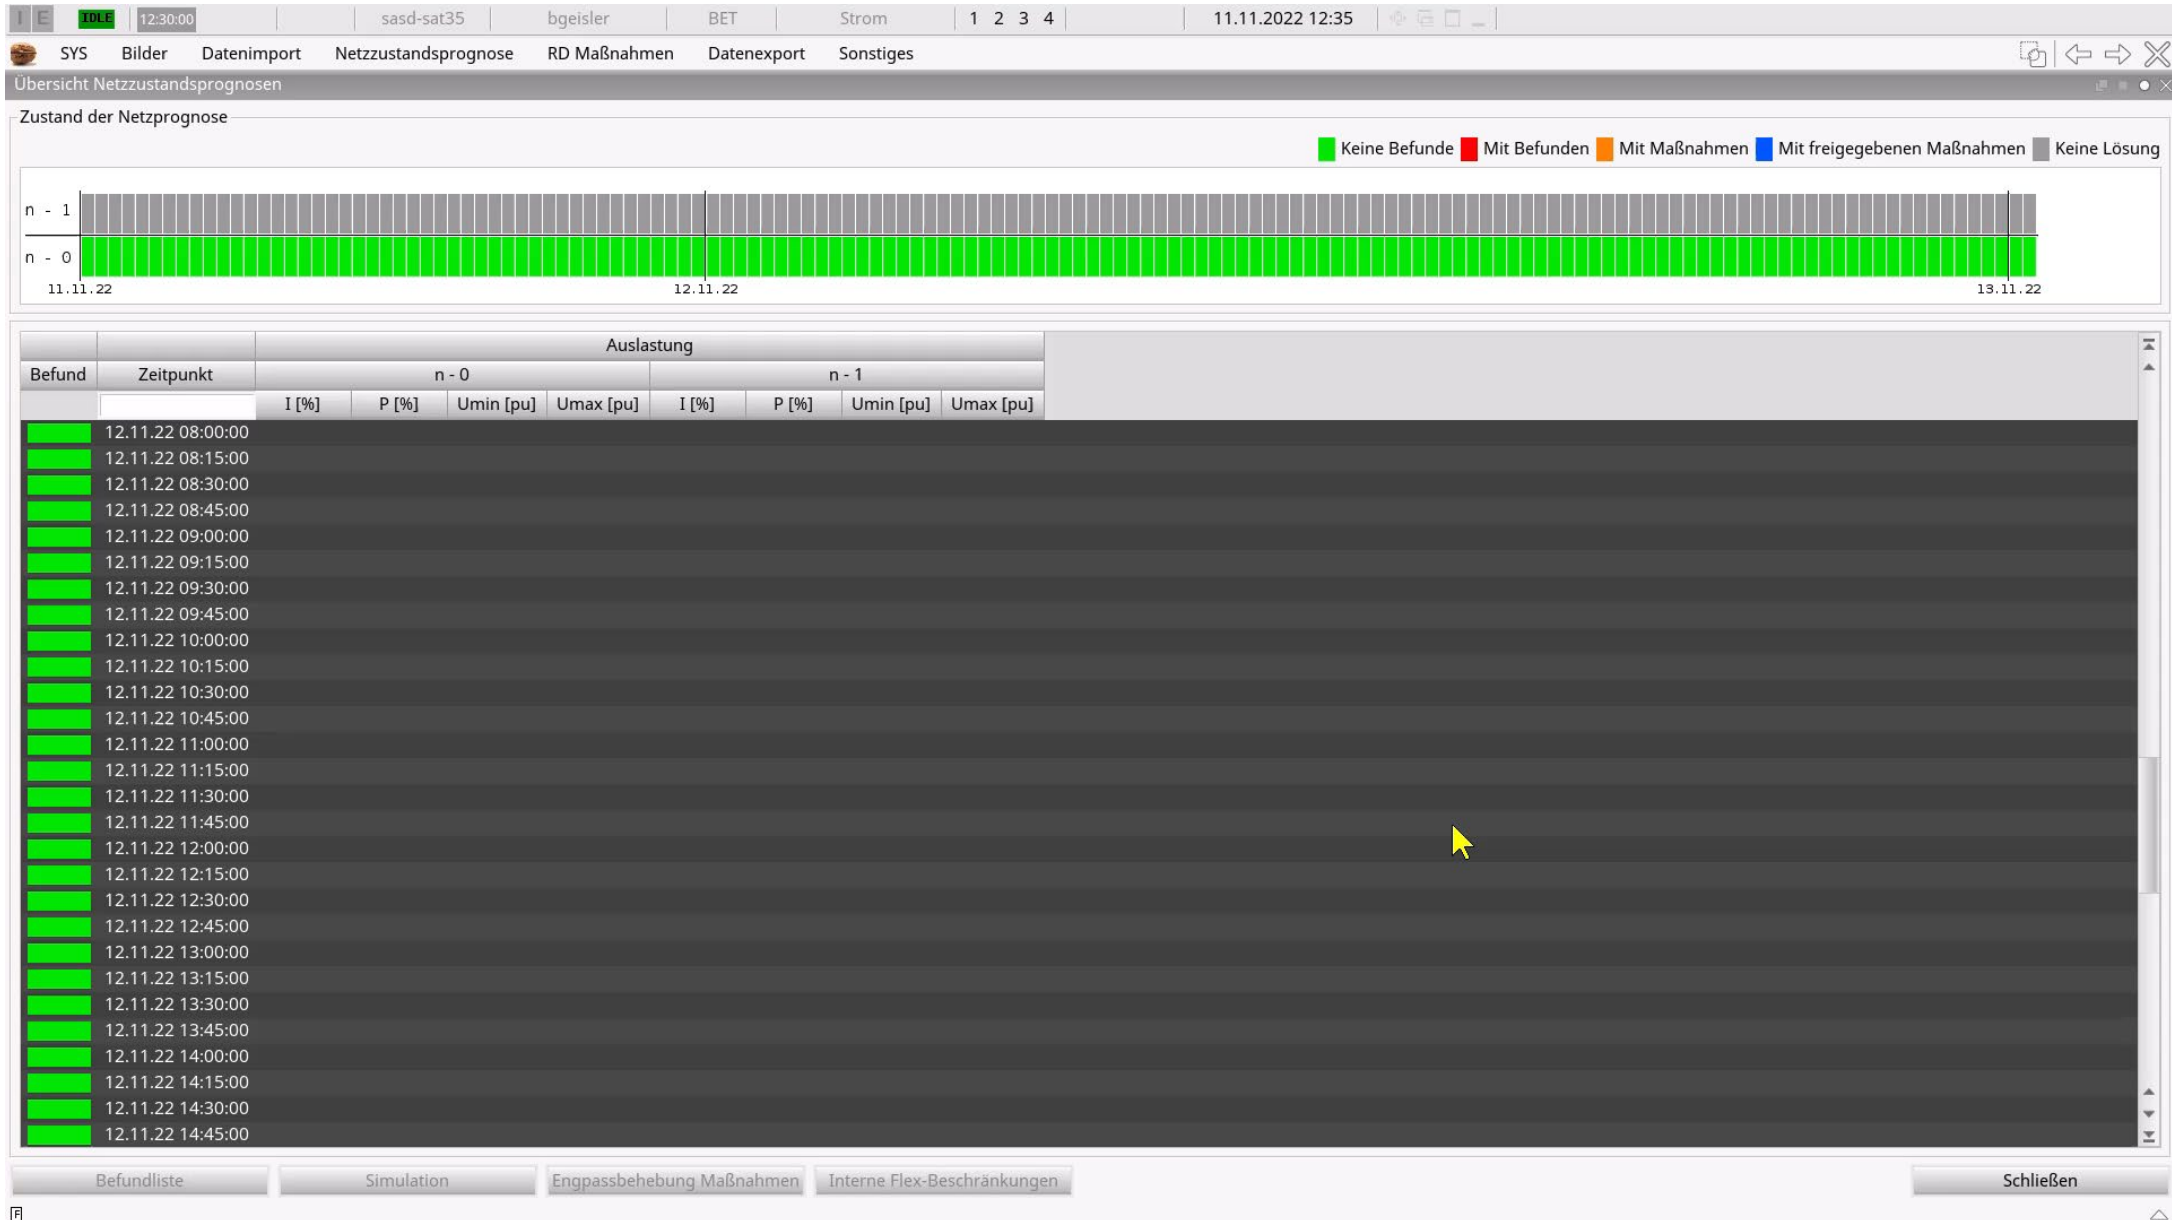 I E IDLE 12:30:00 sasd-sat35 bgeisler BET Strom 1 2 3 4 11.11.2022 12:35
SYS Bilder Datenimport Netzzustandsprognose RD Maßnahmen Datenexport Sonstiges
Übersicht Netzzustandsprognosen
Zustand der Netzprognose
Keine Befunde Mit Befunden Mit Maßnahmen Mit freigegebenen Maßnahmen Keine Lösung
n - 1
n - 0
11.11.22 12.11.22 13.11.22
Auslastung
Befund Zeitpunkt n - 0 n - 1
I [%] P [%] Umin [pu] Umax [pu] I [%] P [%] Umin [pu] Umax [pu]
12.11.22 08:00:00
12.11.22 08:15:00
12.11.22 08:30:00
12.11.22 08:45:00
12.11.22 09:00:00
12.11.22 09:15:00
12.11.22 09:30:00
12.11.22 09:45:00
12.11.22 10:00:00
12.11.22 10:15:00
12.11.22 10:30:00
12.11.22 10:45:00
12.11.22 11:00:00
12.11.22 11:15:00
12.11.22 11:30:00
12.11.22 11:45:00
12.11.22 12:00:00
12.11.22 12:15:00
12.11.22 12:30:00
12.11.22 12:45:00
12.11.22 13:00:00
12.11.22 13:15:00
12.11.22 13:30:00
12.11.22 13:45:00
12.11.22 14:00:00
12.11.22 14:15:00
12.11.22 14:30:00
12.11.22 14:45:00
Befundliste Simulation Engpassbehebung Maßnahmen Interne Flex-Beschränkungen Schließen
F